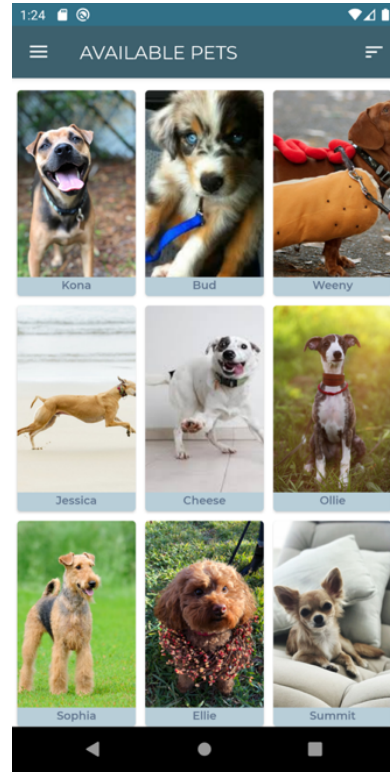 1:24
AVAILABLE PETS
Kona
Bud
Weeny
Jessica
Cheese
Ollie
Sophia
Ellie
Summit